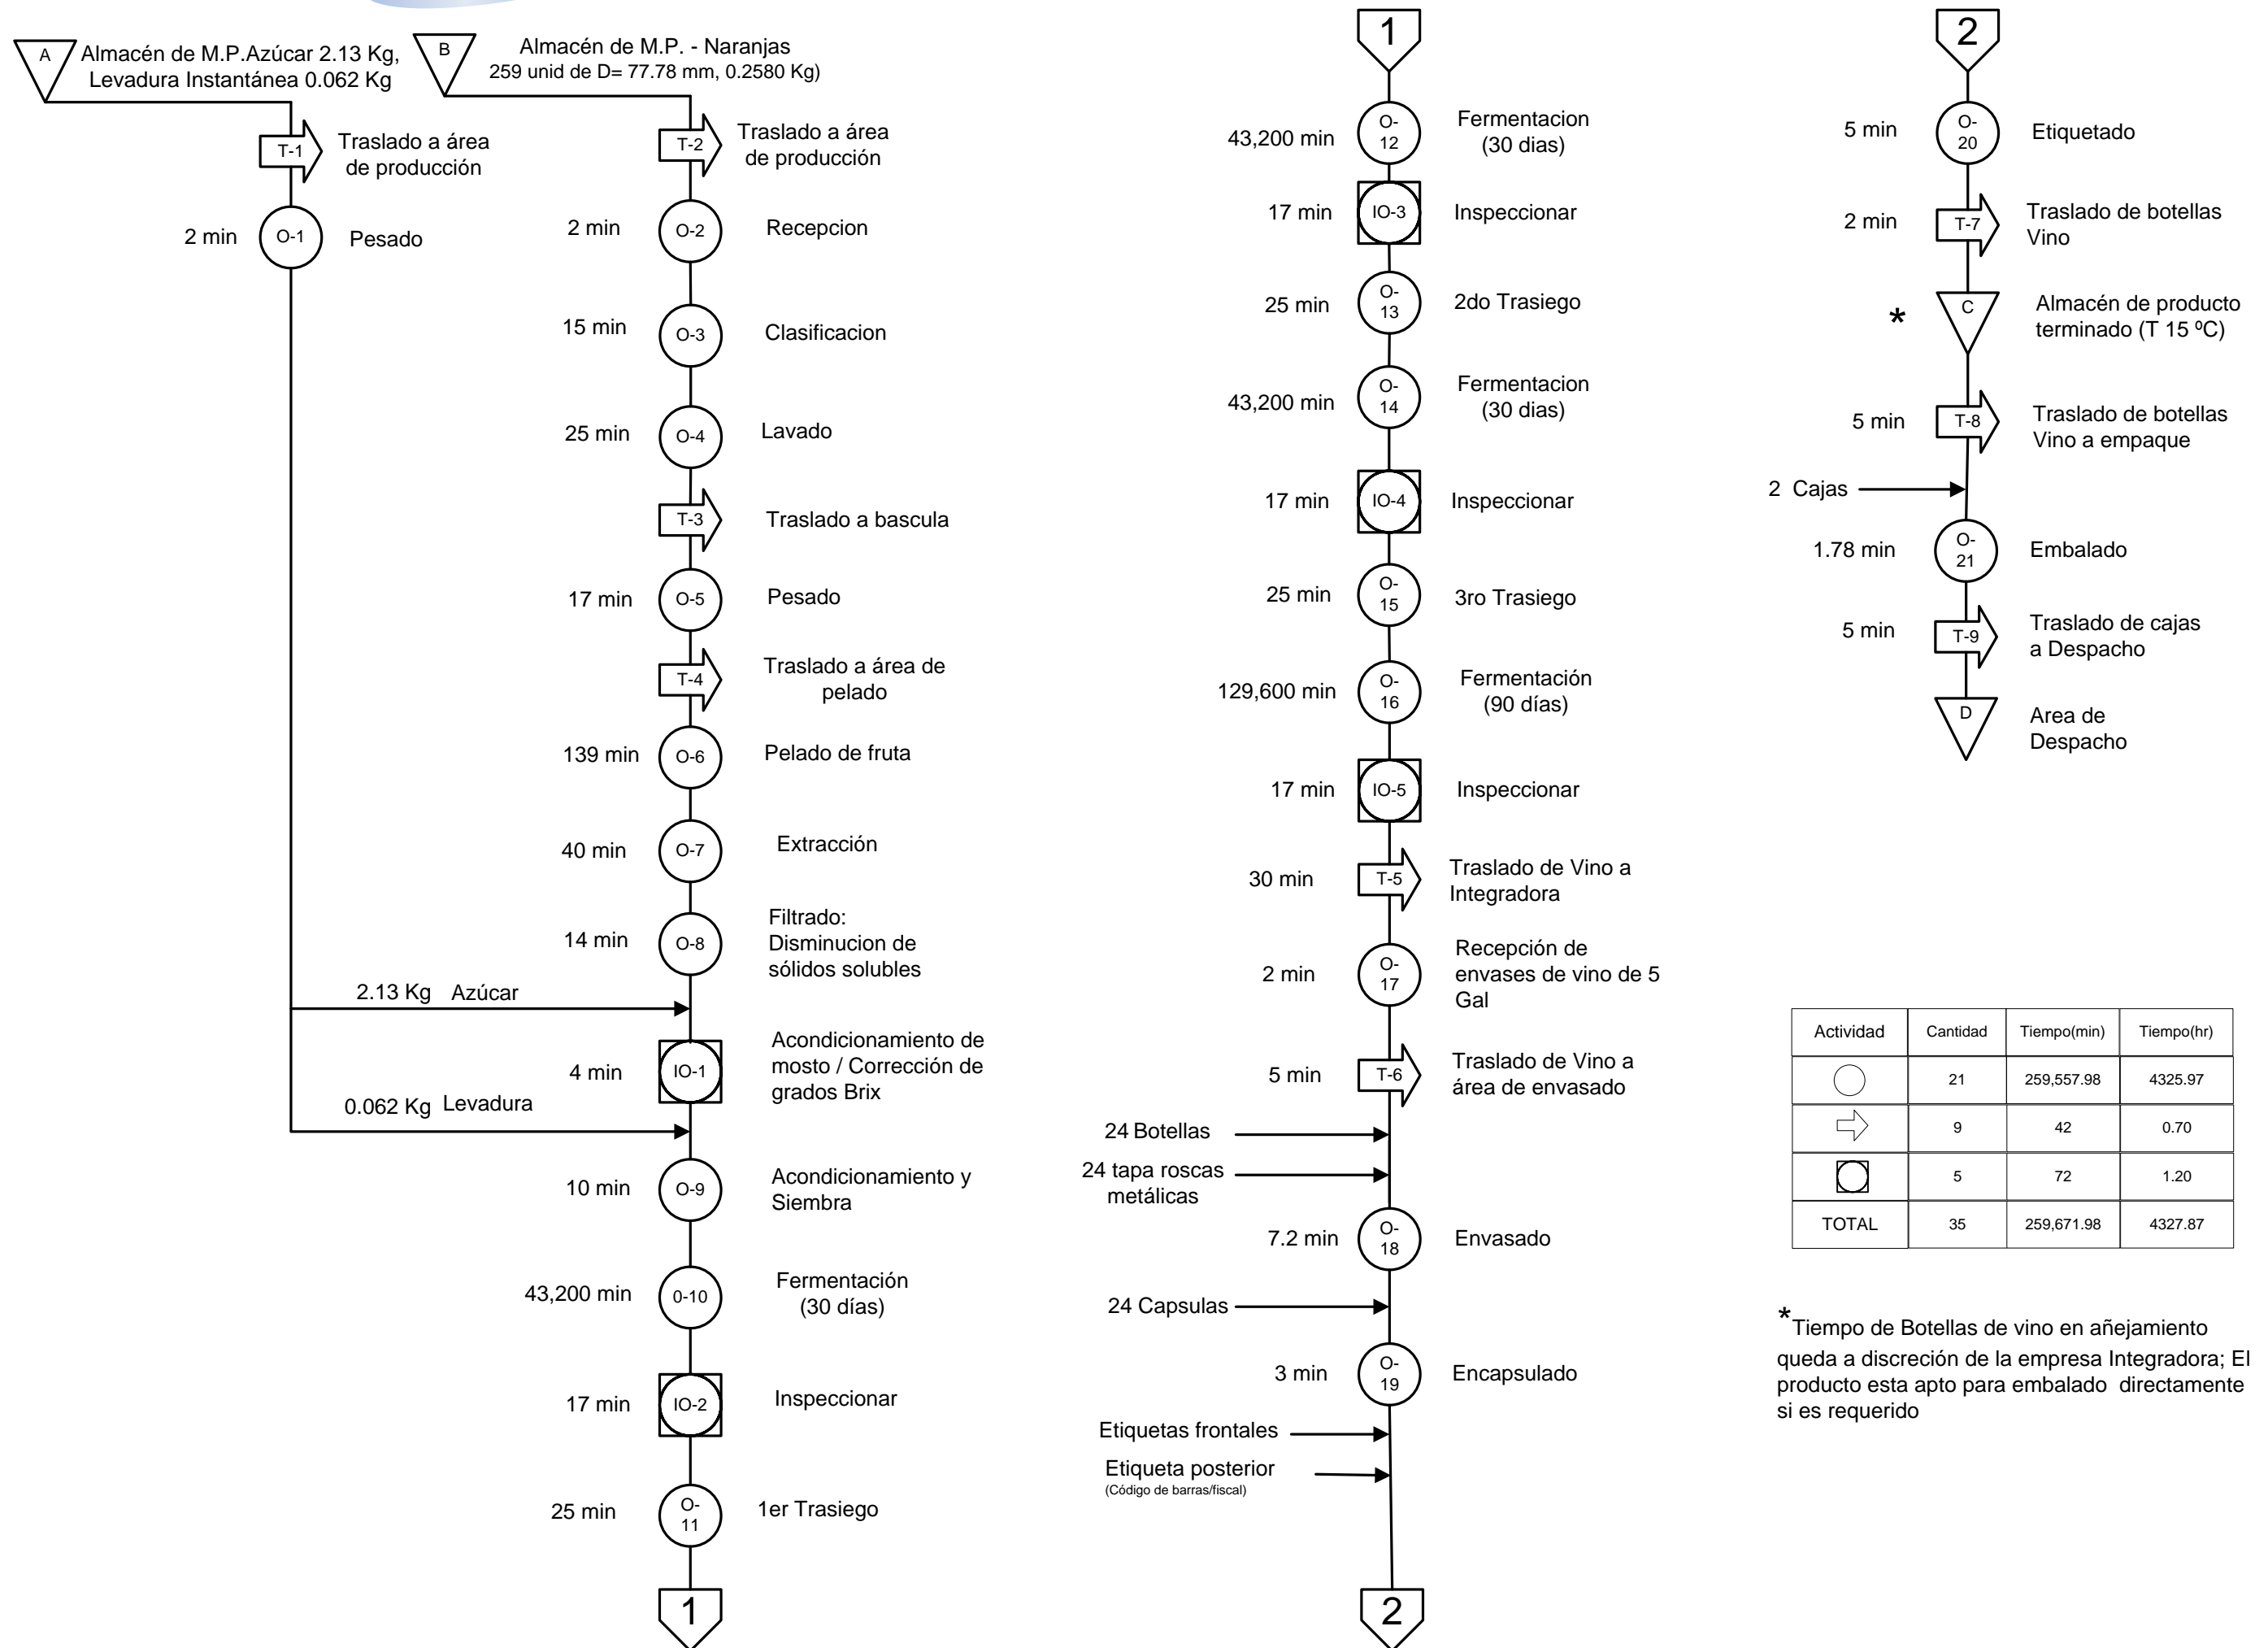 A
Almacén de M.P.Azúcar 2.13 Kg,
Levadura Instantánea 0.062 Kg
T-1
Traslado a área
de producción
2 min
O-1
Pesado
B
Almacén de M.P. - Naranjas
259 unid de D= 77.78 mm, 0.2580 Kg)
T-2
Traslado a área
de producción
2 min
O-2
Recepcion
15 min
O-3
Clasificacion
25 min
O-4
Lavado
T-3
Traslado a bascula
17 min
O-5
Pesado
T-4
Traslado a área de
pelado
139 min
O-6
Pelado de fruta
40 min
O-7
Extracción
14 min
O-8
Filtrado:
Disminucion de
sólidos solubles
2.13 Kg Azúcar
4 min
IO-1
Acondicionamiento de
mosto / Corrección de
grados Brix
0.062 Kg Levadura
10 min
O-9
Acondicionamiento y
Siembra
43,200 min
0-10
Fermentación
(30 días)
17 min
IO-2
Inspeccionar
25 min
O-
11
1er Trasiego
1
1
43,200 min
O-
12
Fermentacion
(30 dias)
17 min
IO-3
Inspeccionar
25 min
O-
13
2do Trasiego
43,200 min
O-
14
Fermentacion
(30 dias)
17 min
IO-4
Inspeccionar
25 min
O-
15
3ro Trasiego
129,600 min
O-
16
Fermentación
(90 días)
17 min
IO-5
Inspeccionar
30 min
T-5
Traslado de Vino a
Integradora
2 min
O-
17
Recepción de
envases de vino de 5
Gal
5 min
T-6
Traslado de Vino a
área de envasado
24 Botellas
24 tapa roscas
metálicas
7.2 min
O-
18
Envasado
24 Capsulas
3 min
O-
19
Encapsulado
Etiquetas frontales
Etiqueta posterior
(Código de barras/fiscal)
2
2
5 min
O-
20
Etiquetado
2 min
T-7
Traslado de botellas
Vino
*
C
Almacén de producto
terminado (T 15 ºC)
5 min
T-8
Traslado de botellas
Vino a empaque
2 Cajas
1.78 min
O-
21
Embalado
5 min
T-9
Traslado de cajas
a Despacho
D
Area de
Despacho
Actividad Cantidad Tiempo(min) Tiempo(hr)
21 259,557.98 4325.97
9 42 0.70
5 72 1.20
TOTAL 35 259,671.98 4327.87
*Tiempo de Botellas de vino en añejamiento
queda a discreción de la empresa Integradora; El
producto esta apto para embalado directamente
si es requerido